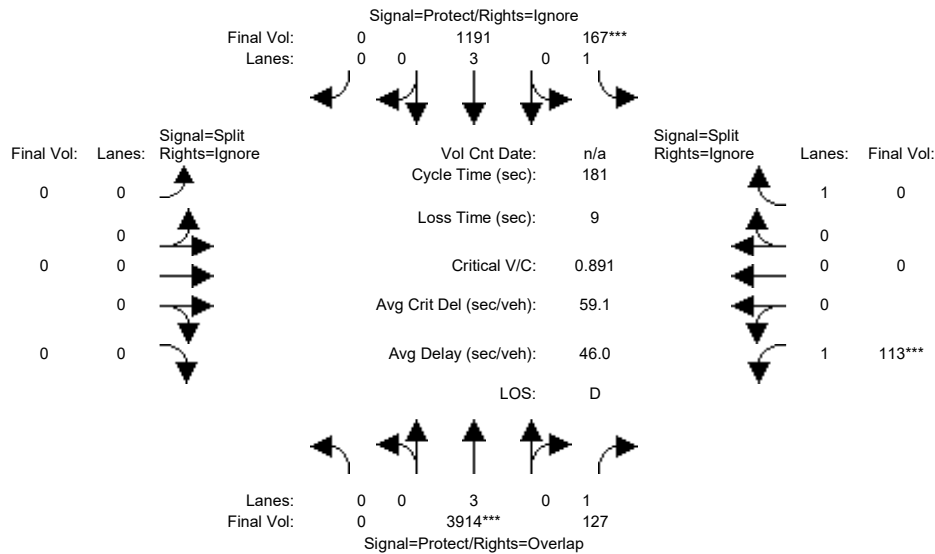 Signal=Protect/Rights=Ignore
Final Vol: 0 1191 167***
Lanes: 0 0 3 0 1
Signal=Split
Final Vol: Lanes: Rights=Ignore
Vol Cnt Date: n/a
Signal=Split
Rights=Ignore Lanes: Final Vol:
Cycle Time (sec): 181
0 0
1 0
Loss Time (sec): 9
0
0
0 0
Critical V/C: 0.891
0 0
0
Avg Crit Del (sec/veh): 59.1
0
0 0
Avg Delay (sec/veh): 46.0
1 113***
LOS: D
Lanes: 0 0 3 0 1
Final Vol: 0 3914*** 127
Signal=Protect/Rights=Overlap